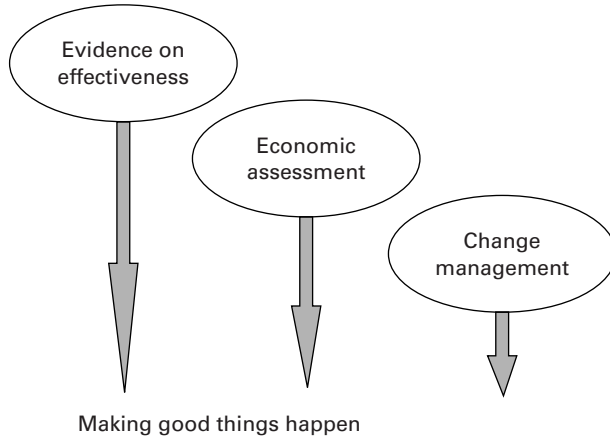 Evidence on
effectiveness
Economic
assessment
Change
management
Making good things happen